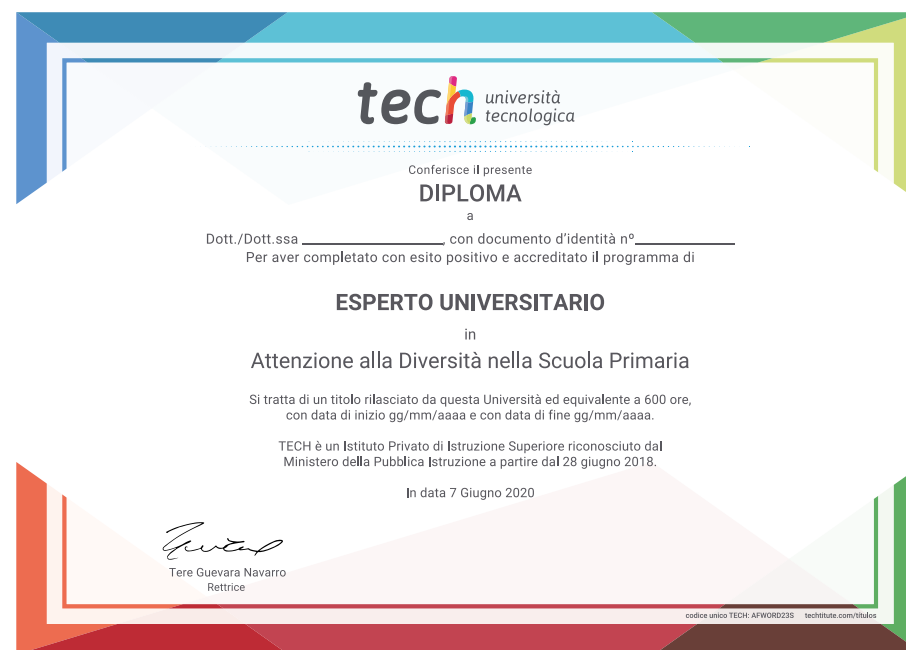 tech università
tecnologica
Conferisce il presente
DIPLOMA
a
Dott./Dott.ssa ____________________, con documento d'identità nº______________
Per aver completato con esito positivo e accreditato il programma di
ESPERTO UNIVERSITARIO
in
Attenzione alla Diversità nella Scuola Primaria
Si tratta di un titolo rilasciato da questa Università ed equivalente a 600 ore,
con data di inizio gg/mm/aaaa e con data di fine gg/mm/aaaa.
TECH è un Istituto Privato di Istruzione Superiore riconosciuto dal
Ministero della Pubblica Istruzione a partire dal 28 giugno 2018.
In data 7 Giugno 2020
Tere Guevara Navarro
Rettrice
codice unico TECH: AFWORD23S techtitute.com/titulos